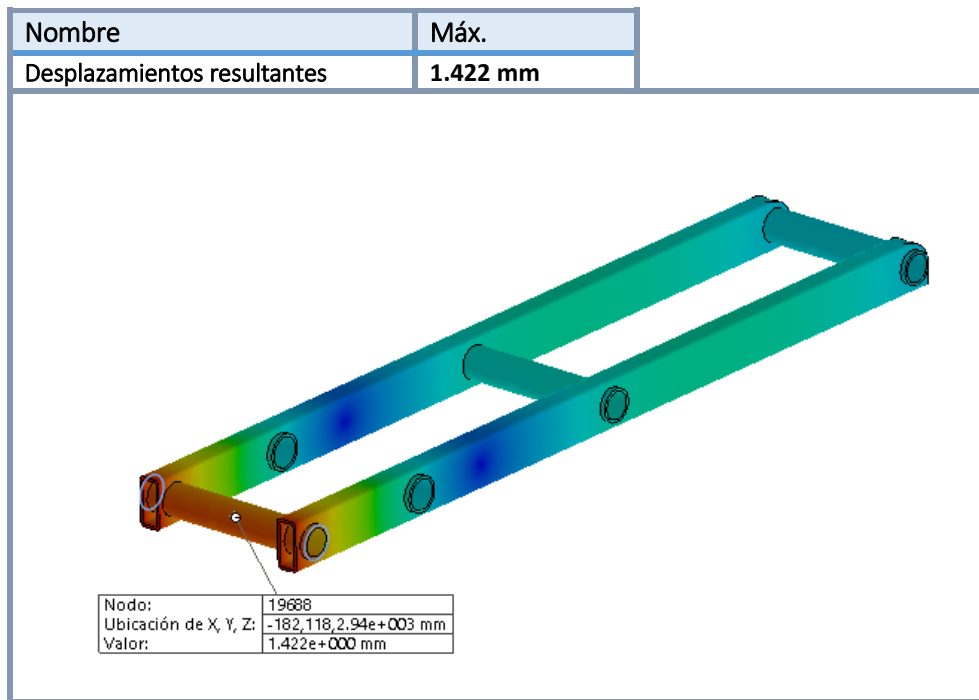 Nombre Máx.
Desplazamientos resultantes 1.422 mm
Nodo: 19688
Ubicación de X, Y, Z: -182,118,2.94e+003 mm
Valor: 1.422e+000 mm